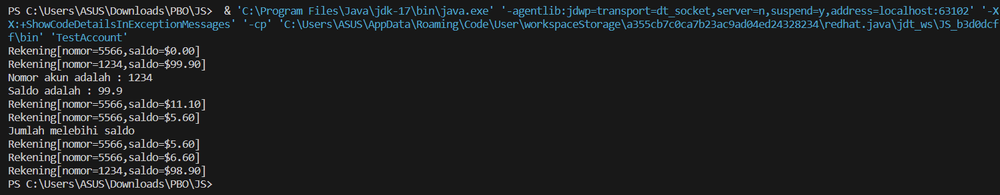 PS C:\Users\ASUS\Downloads\PBO\JS>  & 'C:\Program Files\Java\jdk-17\bin\java.exe' '-agentlib:jdwp=transport=dt_socket,server=n,suspend=y,address=localhost:63102' '-X
X:+ShowCodeDetailsInExceptionMessages' '-cp' 'C:\Users\ASUS\AppData\Roaming\Code\User\workspaceStorage\a355cb7c0ca7b23ac9ad04ed24328234\redhat.java\jdt_ws\JS_b3d0dcf
f\bin' 'TestAccount'
Rekening[nomor=5566,saldo=$0.00]
Rekening[nomor=1234,saldo=$99.90]
Nomor akun adalah : 1234
Saldo adalah : 99.9
Rekening[nomor=5566,saldo=$11.10]
Rekening[nomor=5566,saldo=$5.60]
Jumlah melebihi saldo
Rekening[nomor=5566,saldo=$5.60]
Rekening[nomor=5566,saldo=$6.60]
Rekening[nomor=1234,saldo=$98.90]
PS C:\Users\ASUS\Downloads\PBO\JS>